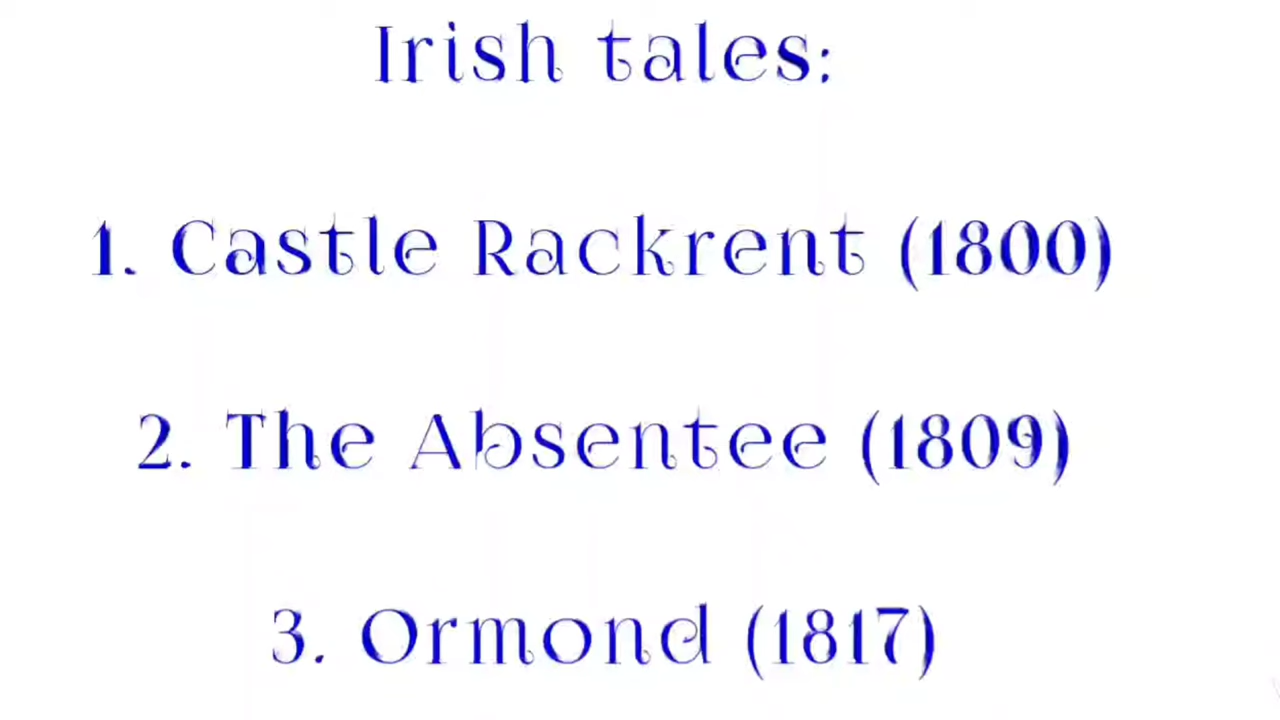 Irish tales:
1. Castle Rackrent (1800)
2. The Absentee (1809)
3. Ormond (1817)